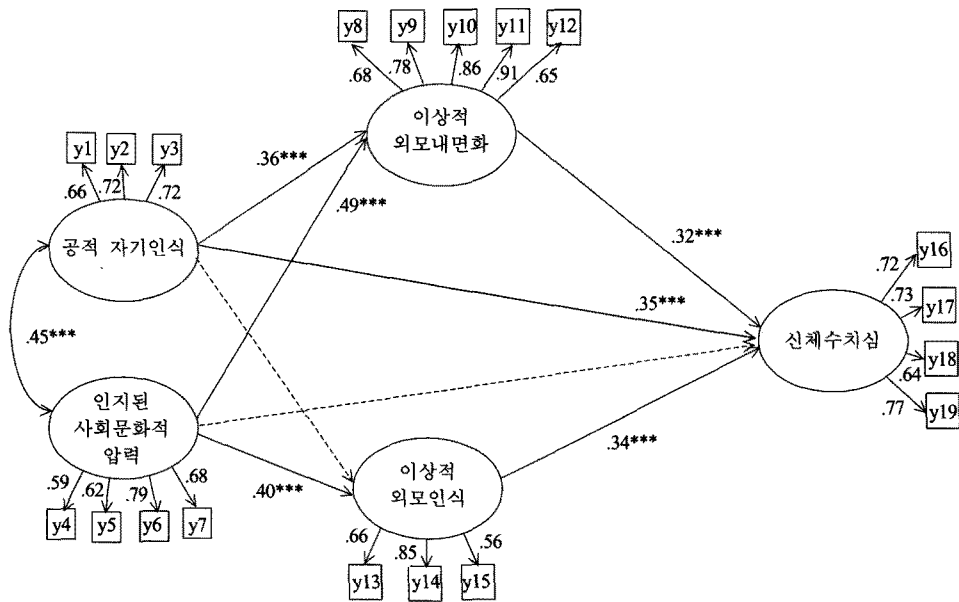 y8 y9 y10 y11 y12
.68 .78 .86 .91 .65
이상적
외모내면화
y1 y2 y3
.66 .72 .72
공적 자기인식
.36***
.49***
.32***
.35***
.45***
y16
.72
.73
y17
신체수치심
y18
.64
.77
y19
인지된
사회문화적
압력
.59 .62 .79 .68
y4 y5 y6 y7
.40***
.34***
이상적
외모인식
.66 .85 .56
y13 y14 y15